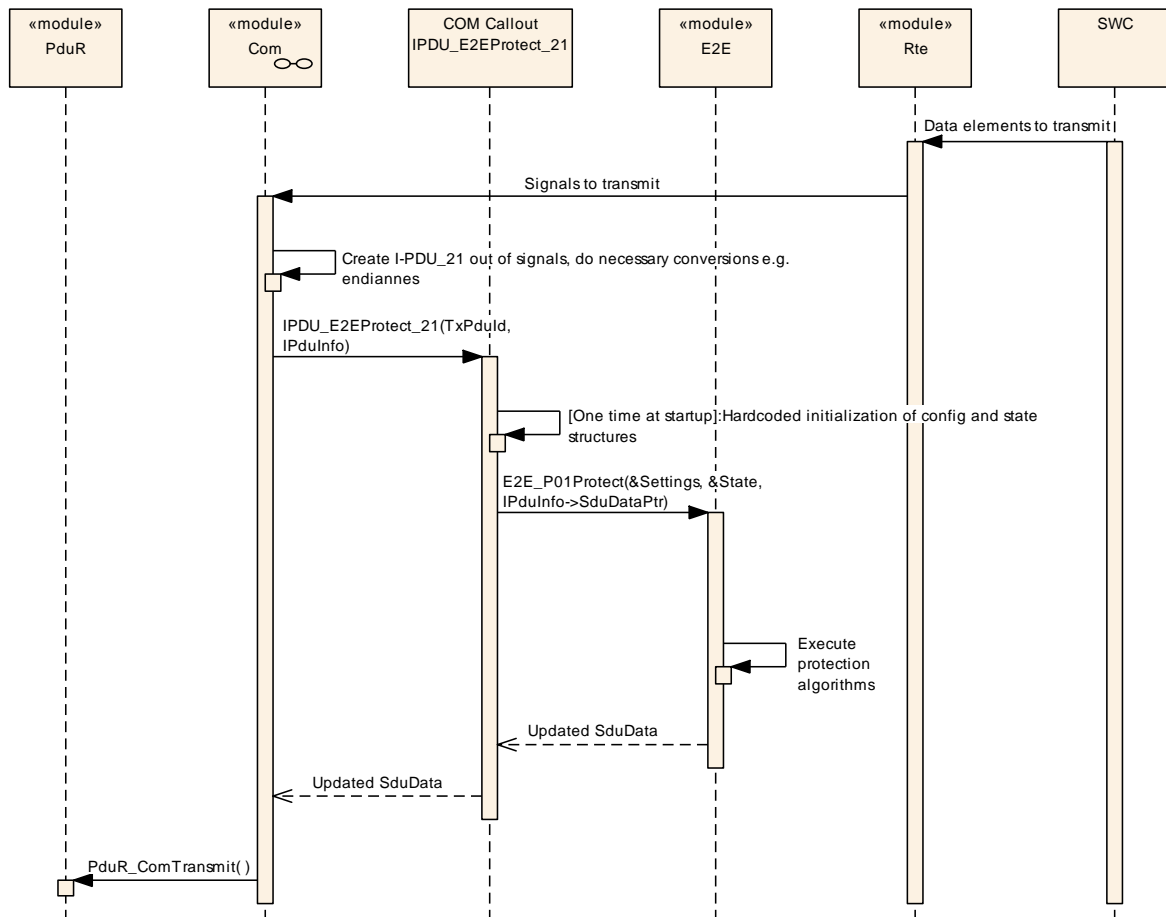 «module»
PduR
«module»
Com
COM Callout
IPDU_E2EProtect_21
«module»
E2E
«module»
Rte
SWC
Data elements to transmit
Signals to transmit
Create I-PDU_21 out of signals, do necessary conversions e.g.
endiannes
IPDU_E2EProtect_21(TxPduId,
IPduInfo)
[One time at startup]:Hardcoded initialization of config and state
structures
E2E_P01Protect(&Settings, &State,
IPduInfo->SduDataPtr)
Execute
protection
algorithms
Updated SduData
Updated SduData
PduR_ComTransmit( )